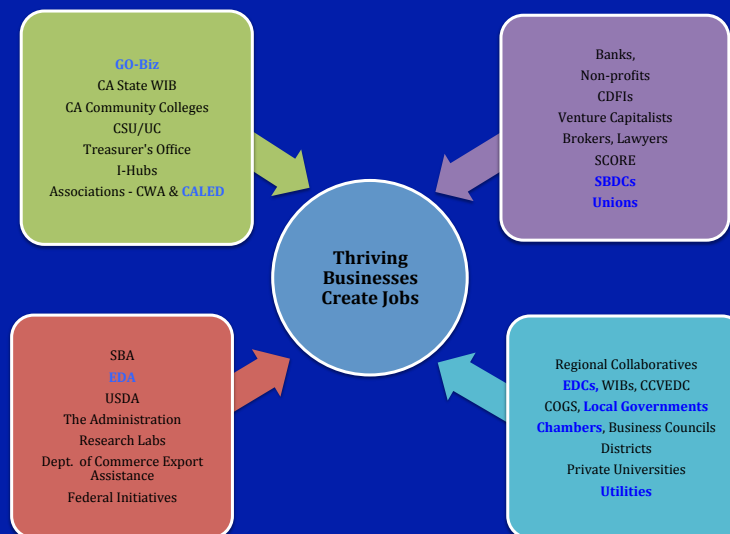 GO-Biz
CA State WIB
CA Community Colleges
CSU/UC
Treasurer's Office
I-Hubs
Associations - CWA & CALED
Banks,
Non-profits
CDFIs
Venture Capitalists
Brokers, Lawyers
SCORE
SBDCs
Unions
Thriving
Businesses
Create Jobs
SBA
EDA
USDA
The Administration
Research Labs
Dept. of Commerce Export
Assistance
Federal Initiatives
Regional Collaboratives
EDCs, WIBs, CCVEDC
COGS, Local Governments
Chambers, Business Councils
Districts
Private Universities
Utilities